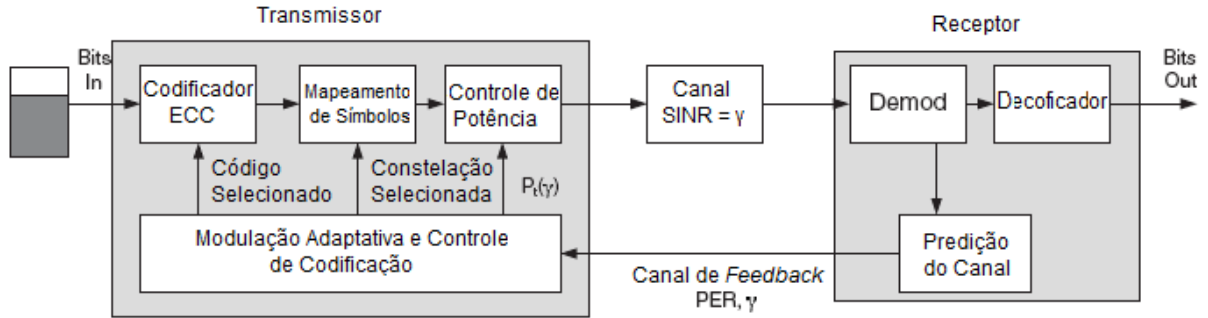 Transmissor
Receptor
Bits
In
Codificador
ECC
Mapeamento
de Símbolos
Controle de
Potência
Canal
SINR = γ
Demod
Decoficador
Bits
Out
Código
Selecionado
Constelação
Selecionada
Pt(γ)
Modulação Adaptativa e Controle
de Codificação
Predição
do Canal
Canal de Feedback
PER, γ